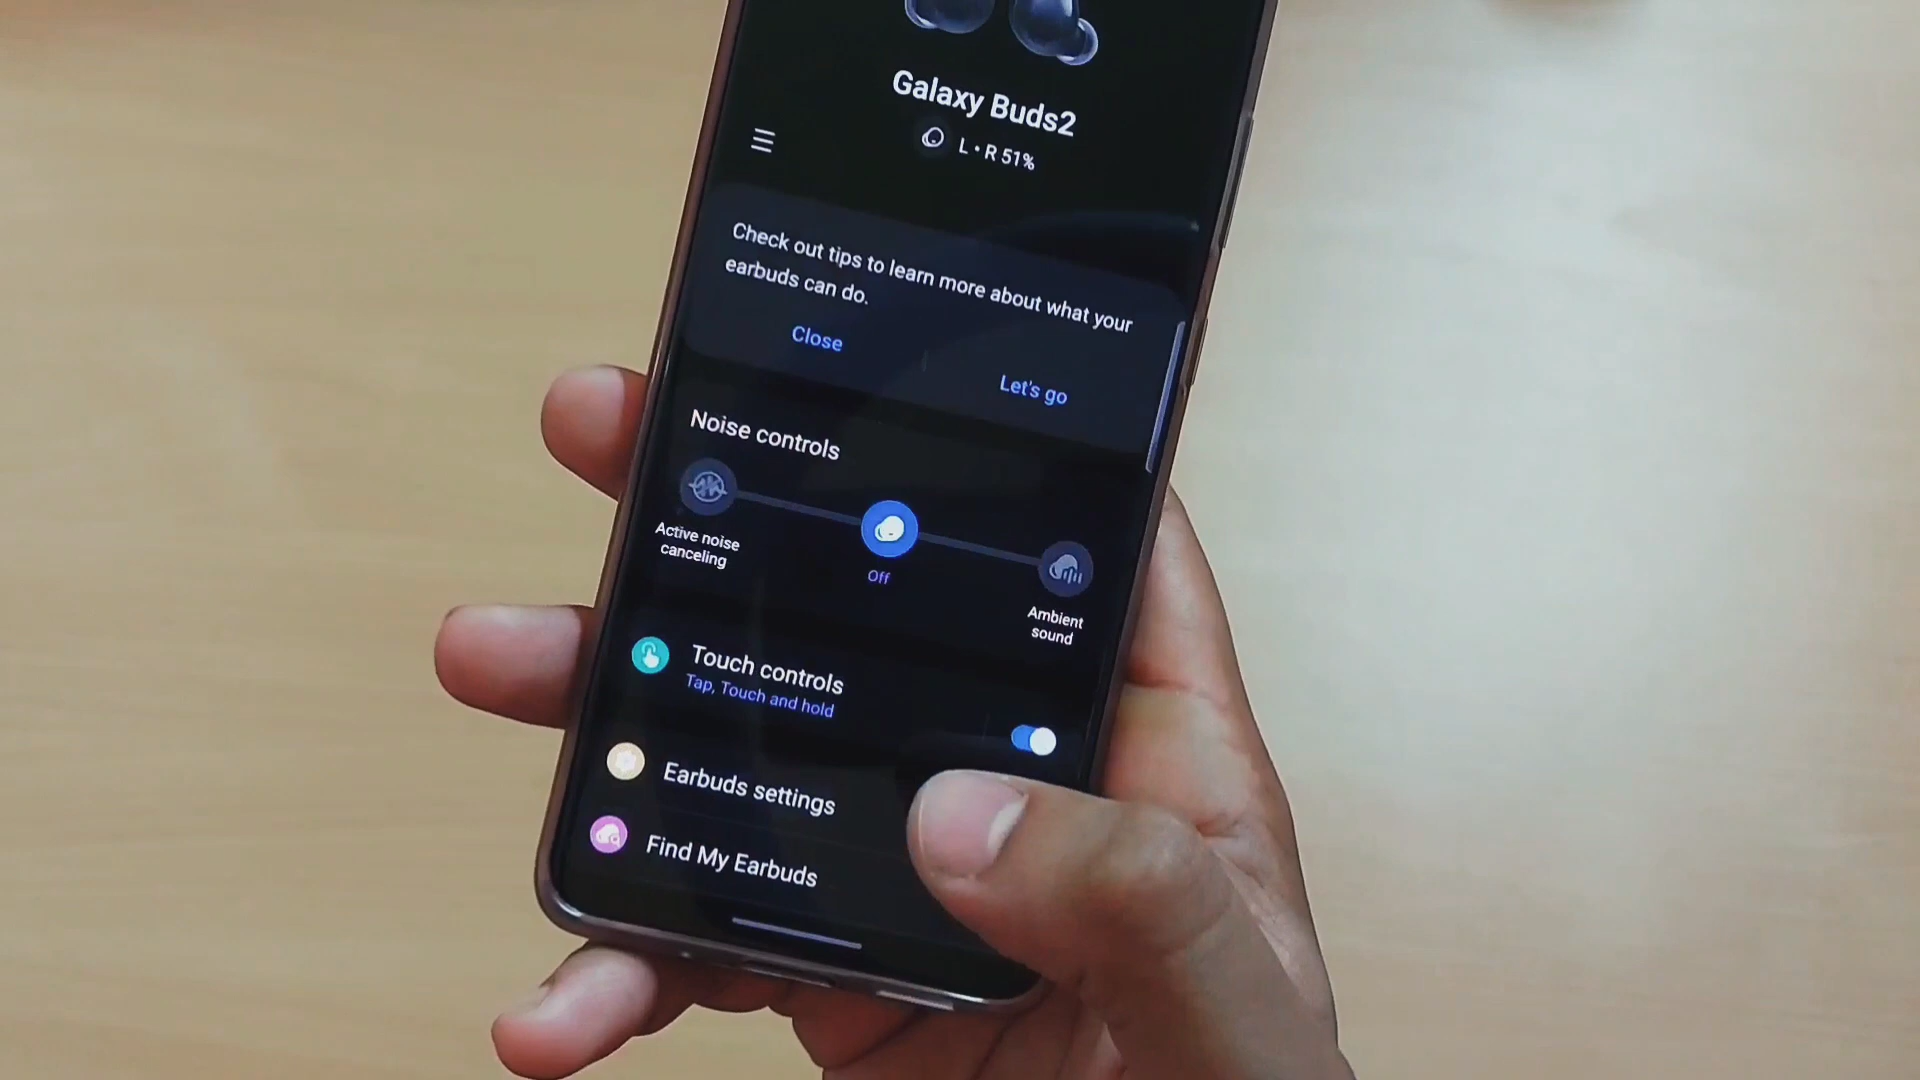 Galaxy Buds2
L • R 51%
Check out tips to learn more about what your
earbuds can do.
Close
Let's go
Noise controls
Active noise
canceling
Off
Ambient
sound
Touch controls
Tap, Touch and hold
Earbuds settings
Find My Earbuds